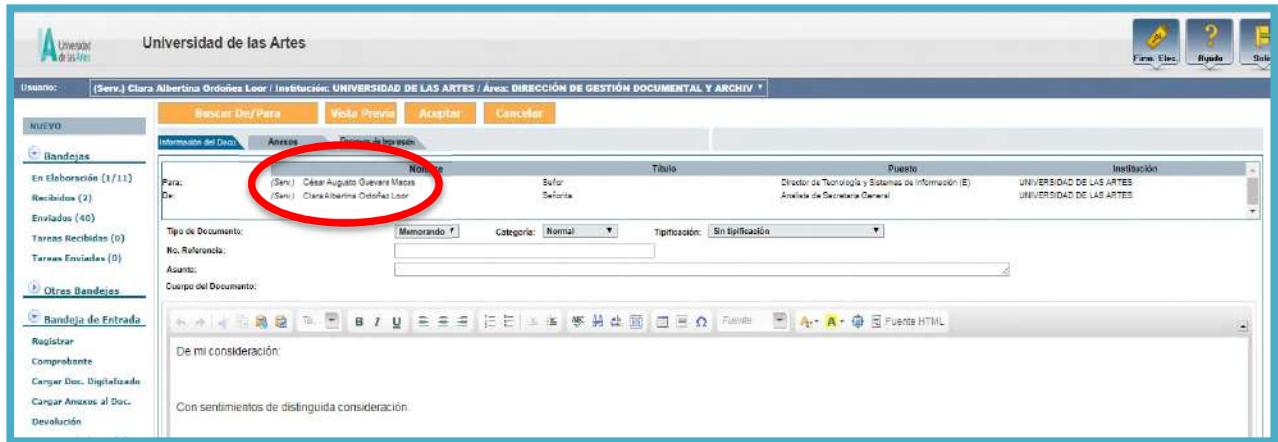 Universidad de las Artes
Universidad de las Artes
Firm. Elec. Ayuda
Usuario: (Serv.) Clara Albertina Ordoñez Loor / Institución: UNIVERSIDAD DE LAS ARTES / Área: DIRECCIÓN DE GESTIÓN DOCUMENTAL Y ARCHIV
Buscar De/Para Vista Previa Aceptar Cancelar
NUEVO
Información del Docu Anexos Opciones de Impresión
Bandejas
Nombre Título Puesto Institución
En Elaboración (1/11)
Para: (Serv.) César Augusto Guevara Macas Señor Director de Tecnología y Sistemas de Información (E) UNIVERSIDAD DE LAS ARTES
De: (Serv.) Clara Albertina Ordoñez Loor Señorita Analista de Secretaría General UNIVERSIDAD DE LAS ARTES
Recibidos (2)
Enviados (40)
Tareas Recibidas (0)
Tareas Enviadas (0)
Tipo de Documento: Memorando Categoría: Normal Tipificación: Sin tipificación
No. Referencia:
Asunto:
Cuerpo del Documento:
Otras Bandejas
Bandeja de Entrada
B I U Fuente Fuente HTML
Registrar
Comprobante
Cargar Doc. Digitalizado
Cargar Anexos al Doc.
Devolución
De mi consideración:
Con sentimientos de distinguida consideración.